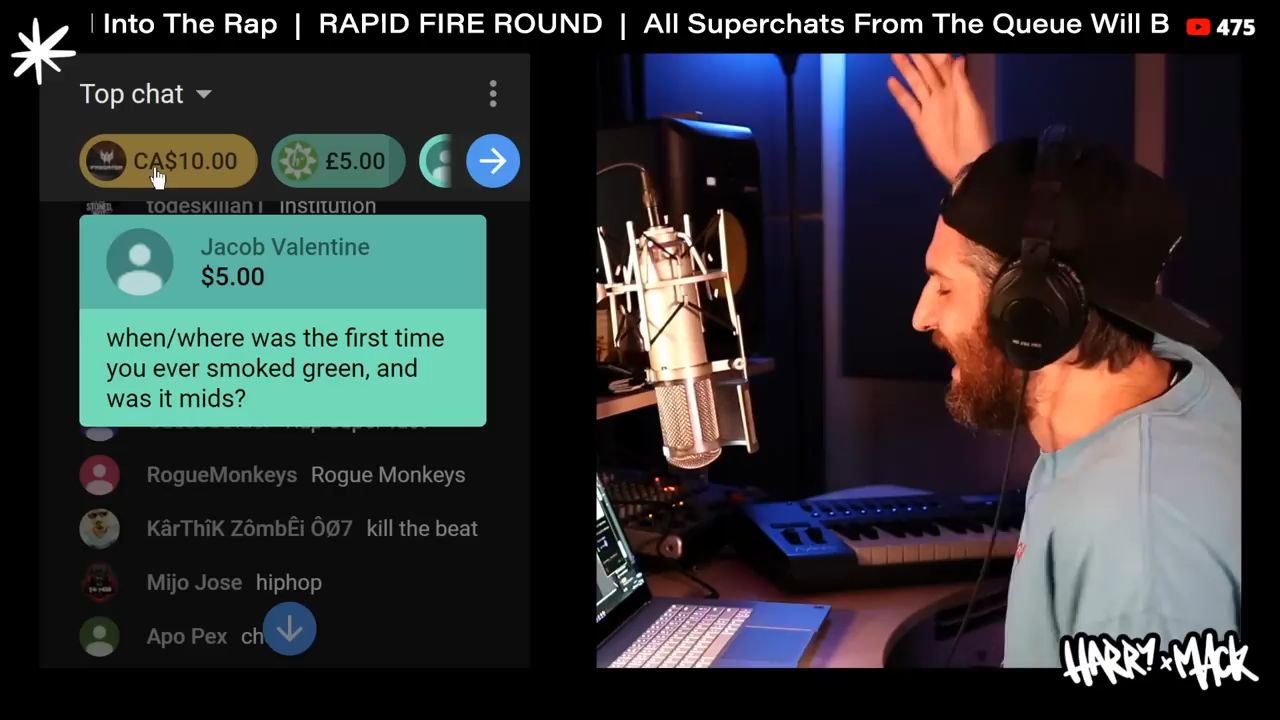 Into The Rap | RAPID FIRE ROUND | All Superchats From The Queue Will B
475
Top chat
CA$10.00
£5.00
todeskilian1 Institution
Jacob Valentine
$5.00
when/where was the first time
you ever smoked green, and
was it mids?
RogueMonkeys Rogue Monkeys
KârThîK ZômbÊi ÔØ7 kill the beat
Mijo Jose hiphop
Apo Pex ch
HARRY MACK